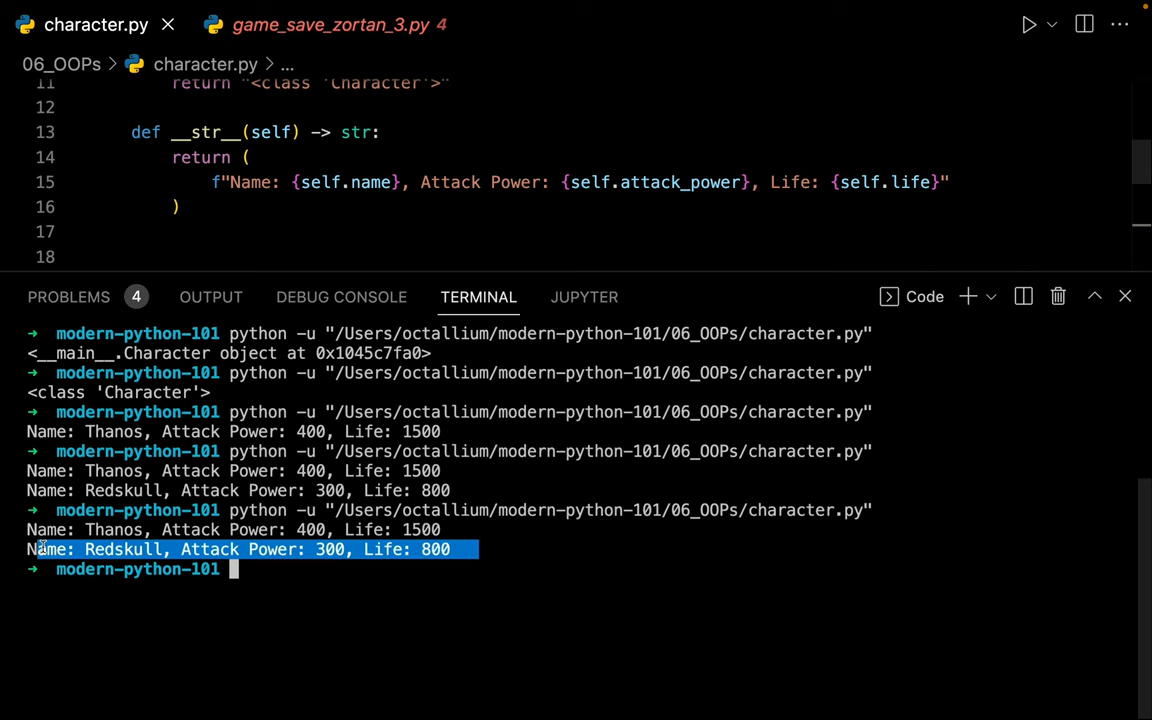 character.py game_save_zortan_3.py 4
06_OOPs > character.py > ...
11 return "<class 'Character'>"
12
13 def __str__(self) -> str:
14 return (
15 f"Name: {self.name}, Attack Power: {self.attack_power}, Life: {self.life}"
16 )
17
18
PROBLEMS 4 OUTPUT DEBUG CONSOLE TERMINAL JUPYTER Code
→ modern-python-101 python -u "/Users/octallium/modern-python-101/06_OOPs/character.py"
<__main__.Character object at 0x1045c7fa0>
→ modern-python-101 python -u "/Users/octallium/modern-python-101/06_OOPs/character.py"
<class 'Character'>
→ modern-python-101 python -u "/Users/octallium/modern-python-101/06_OOPs/character.py"
Name: Thanos, Attack Power: 400, Life: 1500
→ modern-python-101 python -u "/Users/octallium/modern-python-101/06_OOPs/character.py"
Name: Thanos, Attack Power: 400, Life: 1500
Name: Redskull, Attack Power: 300, Life: 800
→ modern-python-101 python -u "/Users/octallium/modern-python-101/06_OOPs/character.py"
Name: Thanos, Attack Power: 400, Life: 1500
Name: Redskull, Attack Power: 300, Life: 800
→ modern-python-101